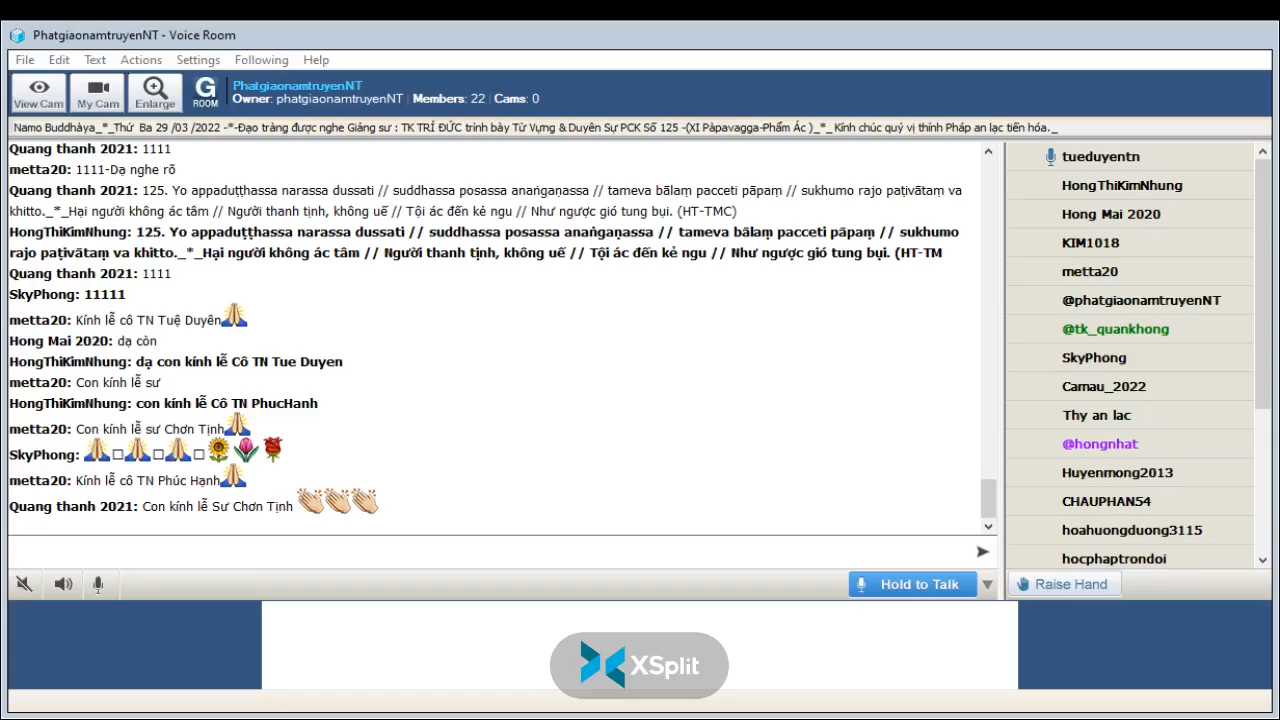 PhatgiaonamtruyenNT - Voice Room
File Edit Text Actions Settings Following Help
View Cam My Cam Enlarge G ROOM
PhatgiaonamtruyenNT
Owner: phatgiaonamtruyenNT | Members: 22 | Cams: 0
Namo Buddhàya_*_Thứ Ba 29 /03 /2022 -*-Đạo tràng được nghe Giảng sư : TK TRÍ ĐỨC trình bày Từ Vựng & Duyên Sự PCK Số 125 -(XI Pàpavagga-Phẩm Ác )_*_ Kính chúc quý vị thính Pháp an lạc tiến hóa._
Quang thanh 2021: 1111
metta20: 1111-Dạ nghe rõ
Quang thanh 2021: 125. Yo appaduṭṭhassa narassa dussati // suddhassa posassa anaṅgaṇassa // tameva bālaṃ pacceti pāpaṃ // sukhumo rajo paṭivātaṃ va
khitto._*_Hại người không ác tâm // Người thanh tịnh, không uế // Tội ác đến kẻ ngu // Như ngược gió tung bụi. (HT-TMC)
HongThiKimNhung: 125. Yo appaduṭṭhassa narassa dussati // suddhassa posassa anaṅgaṇassa // tameva bālaṃ pacceti pāpaṃ // sukhumo
rajo paṭivātaṃ va khitto._*_Hại người không ác tâm // Người thanh tịnh, không uế // Tội ác đến kẻ ngu // Như ngược gió tung bụi. (HT-TM
Quang thanh 2021: 1111
SkyPhong: 11111
metta20: Kính lễ cô TN Tuệ Duyên
Hong Mai 2020: dạ còn
HongThiKimNhung: dạ con kính lễ Cô TN Tue Duyen
metta20: Con kính lễ sư
HongThiKimNhung: con kính lễ Cô TN PhucHanh
metta20: Con kính lễ sư Chơn Tịnh
SkyPhong:
metta20: Kính lễ cô TN Phúc Hạnh
Quang thanh 2021: Con kính lễ Sư Chơn Tịnh
Hold to Talk
tueduyentn
HongThiKimNhung
Hong Mai 2020
KIM1018
metta20
@phatgiaonamtruyenNT
@tk_quankhong
SkyPhong
Camau_2022
Thy an lac
@hongnhat
Huyenmong2013
CHAUPHAN54
hoahuongduong3115
hocphaptrondoi
Raise Hand
XSplit